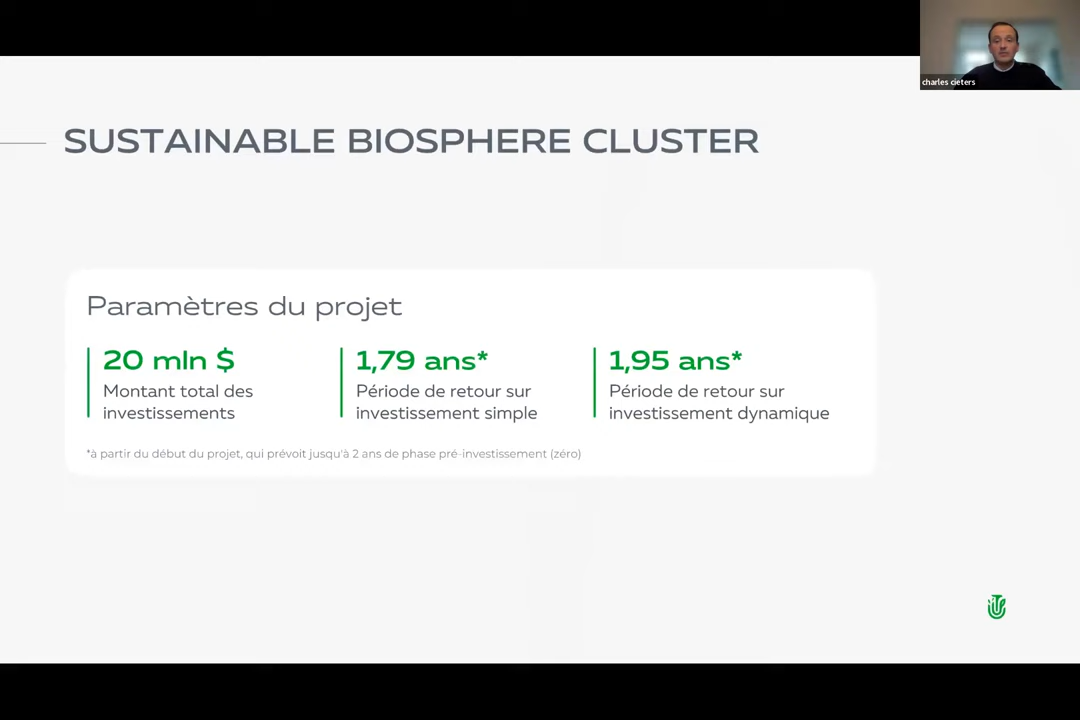 charles cieters
SUSTAINABLE BIOSPHERE CLUSTER
Paramètres du projet
20 mln $
Montant total des
investissements
1,79 ans*
Période de retour sur
investissement simple
1,95 ans*
Période de retour sur
investissement dynamique
*à partir du début du projet, qui prévoit jusqu'à 2 ans de phase pré-investissement (zéro)